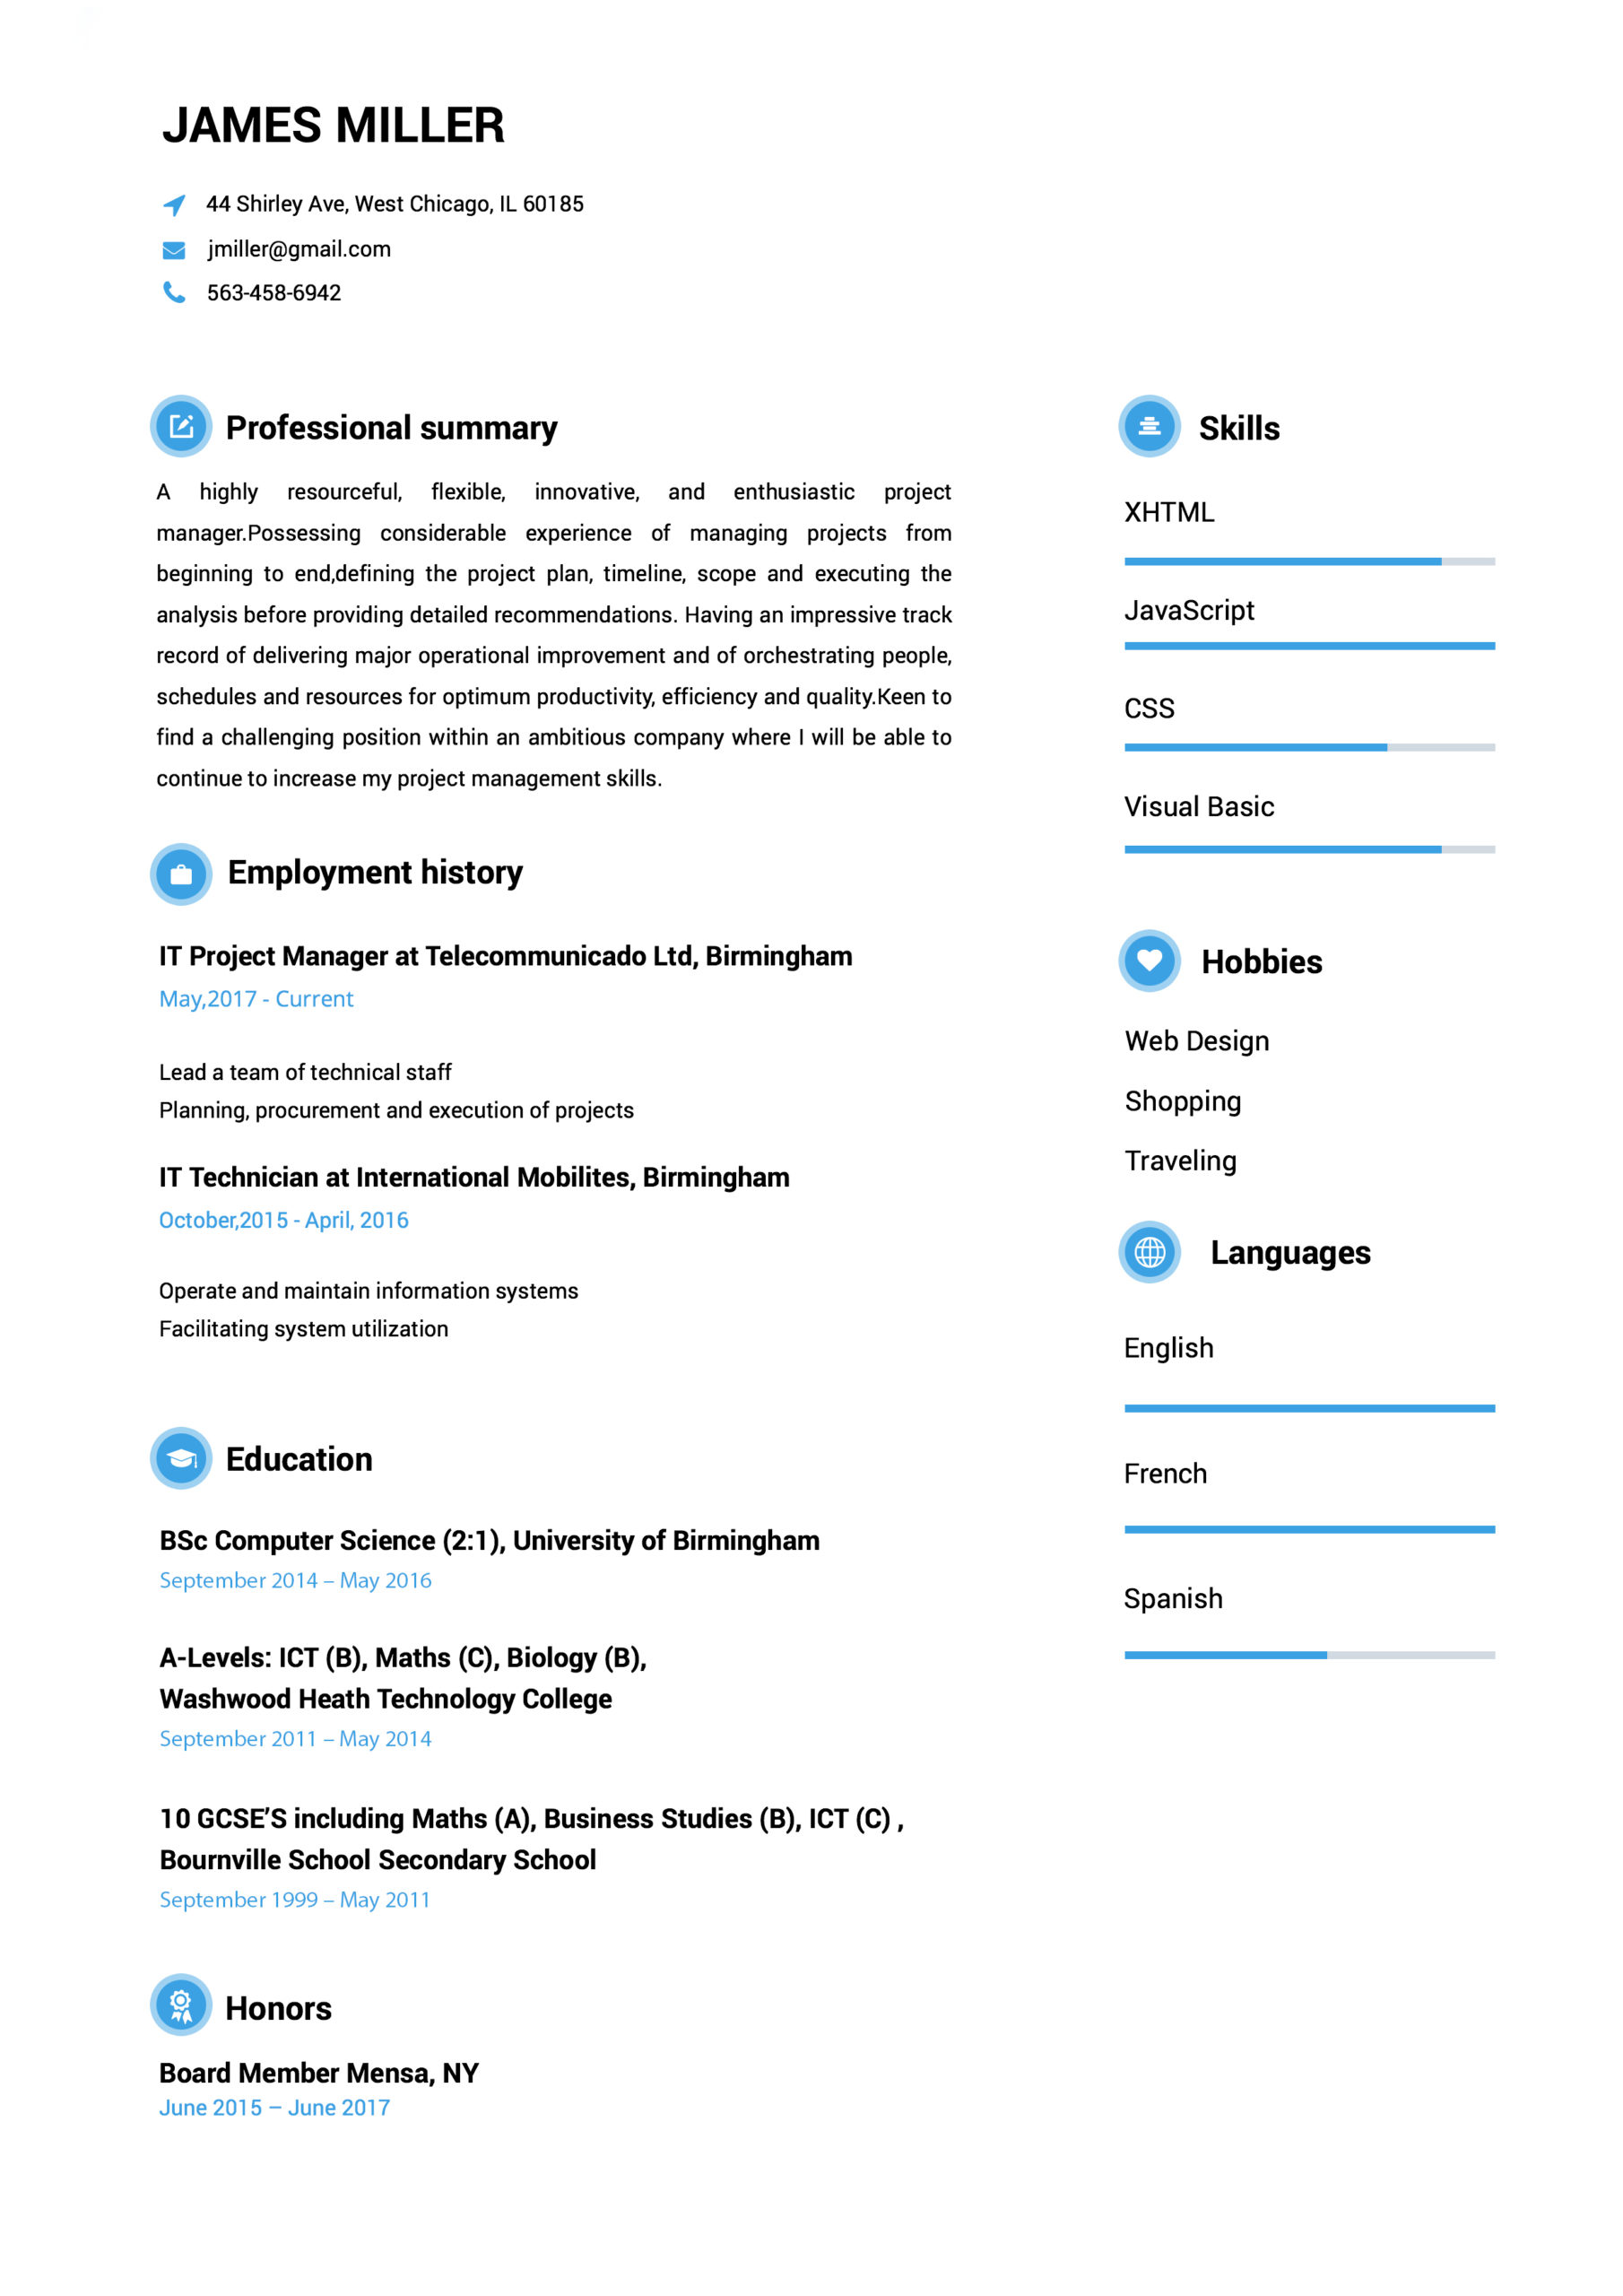 JAMES MILLER
44 Shirley Ave, West Chicago, IL 60185
jmiller@gmail.com
563-458-6942
Professional summary
A highly resourceful, flexible, innovative, and enthusiastic project
manager.Possessing considerable experience of managing projects from
beginning to end,defining the project plan, timeline, scope and executing the
analysis before providing detailed recommendations. Having an impressive track
record of delivering major operational improvement and of orchestrating people,
schedules and resources for optimum productivity, efficiency and quality.Keen to
find a challenging position within an ambitious company where I will be able to
continue to increase my project management skills.
Employment history
IT Project Manager at Telecommunicado Ltd, Birmingham
May,2017 - Current
Lead a team of technical staff
Planning, procurement and execution of projects
IT Technician at International Mobilites, Birmingham
October,2015 - April, 2016
Operate and maintain information systems
Facilitating system utilization
Education
BSc Computer Science (2:1), University of Birmingham
September 2014 – May 2016
A-Levels: ICT (B), Maths (C), Biology (B),
Washwood Heath Technology College
September 2011 – May 2014
10 GCSE’S including Maths (A), Business Studies (B), ICT (C) ,
Bournville School Secondary School
September 1999 – May 2011
Honors
Board Member Mensa, NY
June 2015 – June 2017
Skills
XHTML
JavaScript
CSS
Visual Basic
Hobbies
Web Design
Shopping
Traveling
Languages
English
French
Spanish